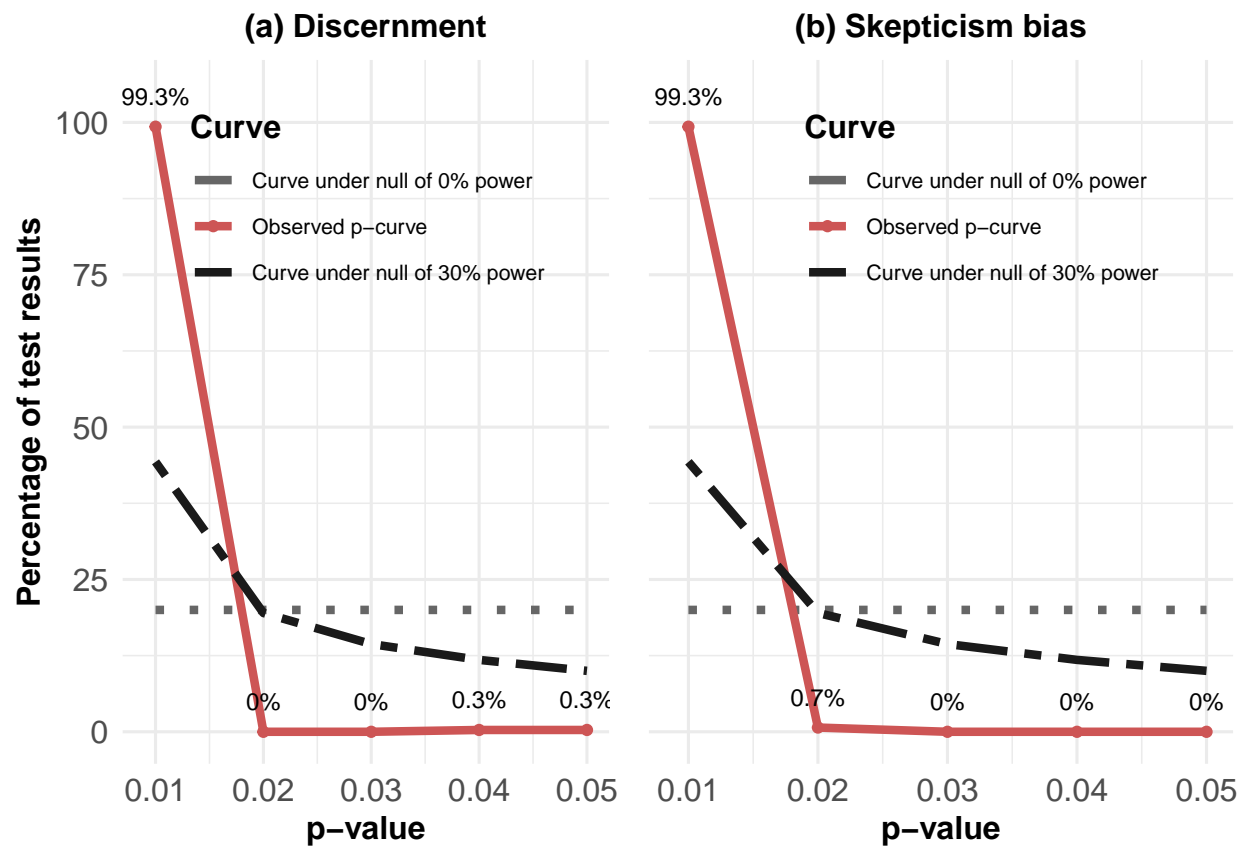 (a) Discernment
99.3%
100
75
50
25
0
Percentage of test results
Curve
Curve under null of 0% power
Observed p−curve
Curve under null of 30% power
0%
0%
0.3%
0.3%
0.01
0.02
0.03
0.04
0.05
p−value
(b) Skepticism bias
99.3%
Curve
Curve under null of 0% power
Observed p−curve
Curve under null of 30% power
0.7%
0%
0%
0%
0.01
0.02
0.03
0.04
0.05
p−value